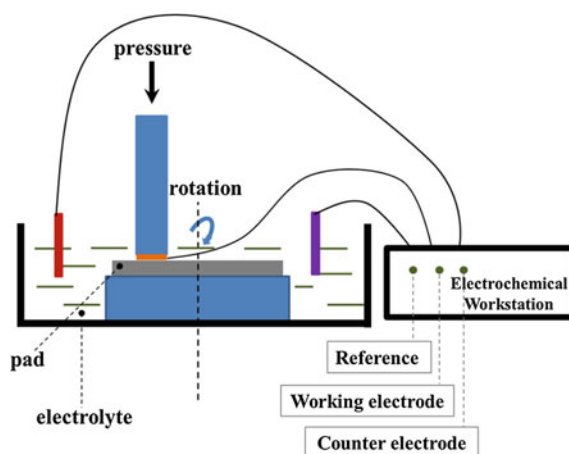 pressure
rotation
Electrochemical
Workstation
pad
electrolyte
Reference
Working electrode
Counter electrode